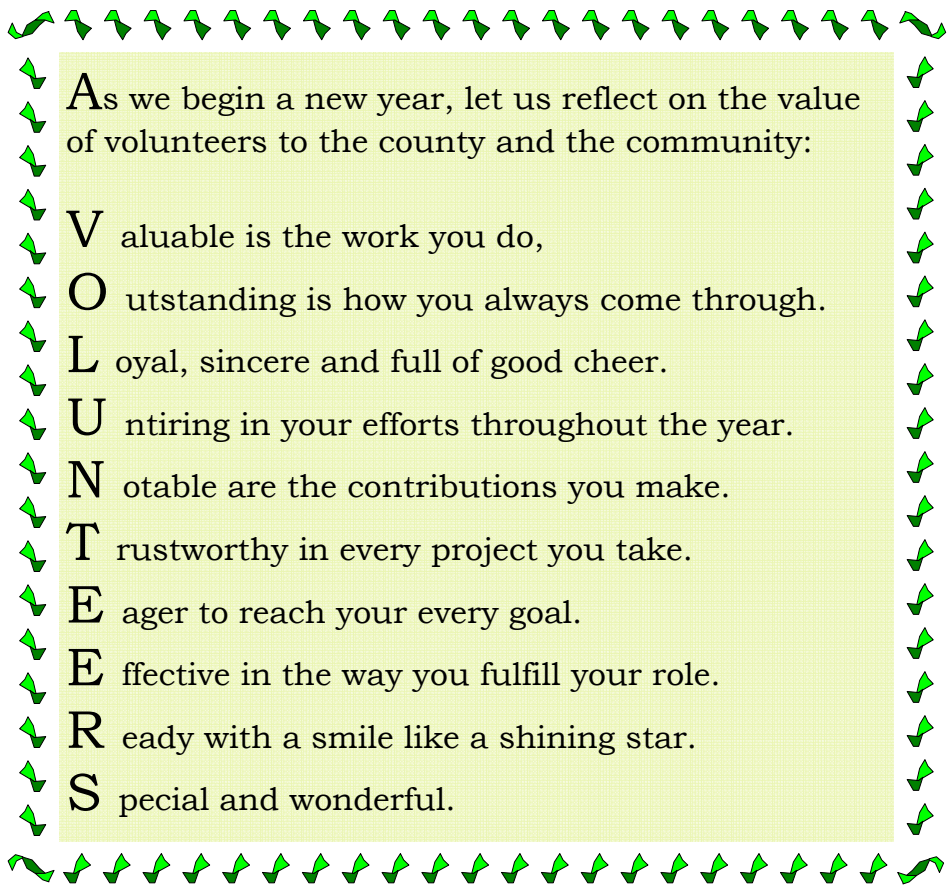 As we begin a new year, let us reflect on the value
of volunteers to the county and the community:
V aluable is the work you do,
O utstanding is how you always come through.
L oyal, sincere and full of good cheer.
U ntiring in your efforts throughout the year.
N otable are the contributions you make.
T rustworthy in every project you take.
E ager to reach your every goal.
E ffective in the way you fulfill your role.
R eady with a smile like a shining star.
S pecial and wonderful.